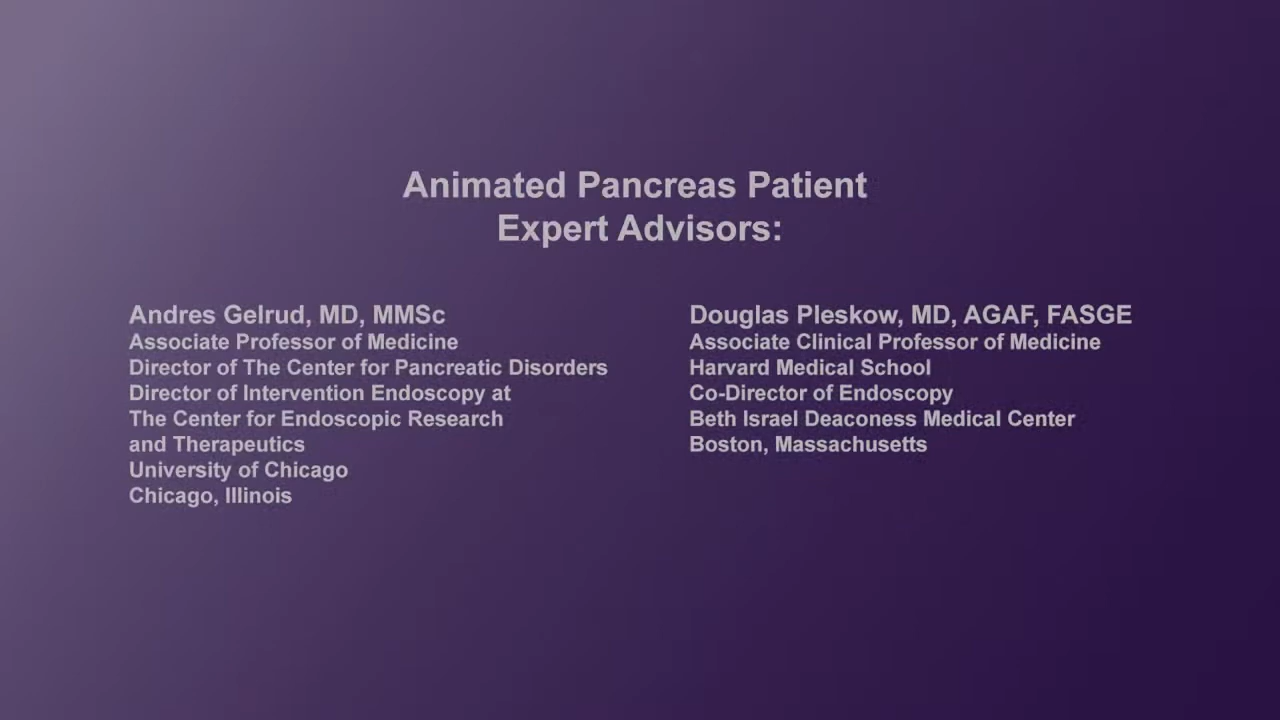 Animated Pancreas Patient
Expert Advisors:
Andres Gelrud, MD, MMSc
Associate Professor of Medicine
Director of The Center for Pancreatic Disorders
Director of Intervention Endoscopy at
The Center for Endoscopic Research
and Therapeutics
University of Chicago
Chicago, Illinois
Douglas Pleskow, MD, AGAF, FASGE
Associate Clinical Professor of Medicine
Harvard Medical School
Co-Director of Endoscopy
Beth Israel Deaconess Medical Center
Boston, Massachusetts